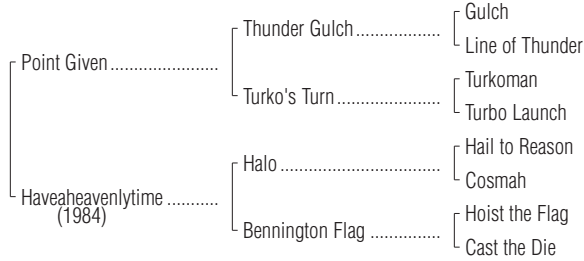 Gulch
Thunder Gulch ..................
Line of Thunder
Point Given .......................
Turkoman
Turko's Turn ......................
Turbo Launch
Hail to Reason
Halo ..................................
Cosmah
Haveaheavenlytime ...........
(1984)
Hoist the Flag
Bennington Flag ...............
Cast the Die